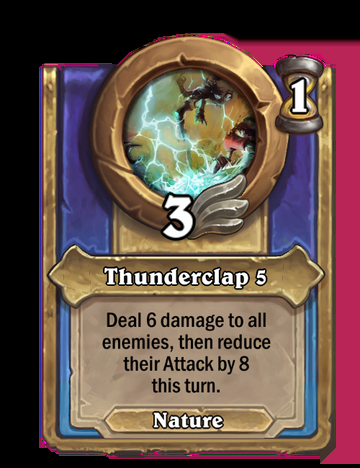 1
3
Thunderclap 5
Deal 6 damage to all
enemies, then reduce
their Attack by 8
this turn.
Nature